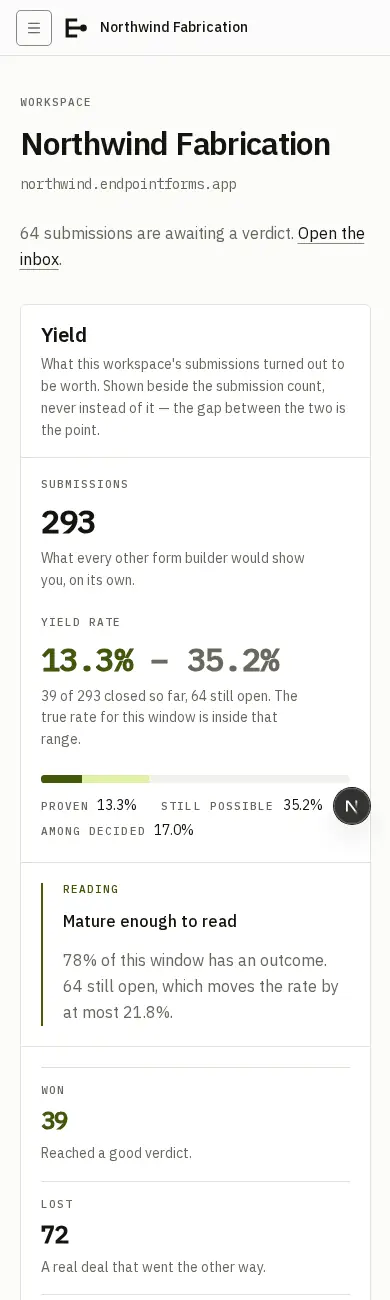 Northwind Fabrication
WORKSPACE
Northwind Fabrication
northwind.endpointforms.app
64 submissions are awaiting a verdict. Open the
inbox.
Yield
What this workspace's submissions turned out to
be worth. Shown beside the submission count,
never instead of it — the gap between the two is
the point.
SUBMISSIONS
293
What every other form builder would show
you, on its own.
YIELD RATE
13.3% – 35.2%
39 of 293 closed so far, 64 still open. The
true rate for this window is inside that
range.
PROVEN 13.3% STILL POSSIBLE 35.2%
N
AMONG DECIDED 17.0%
READING
Mature enough to read
78% of this window has an outcome.
64 still open, which moves the rate by
at most 21.8%.
WON
39
Reached a good verdict.
LOST
72
A real deal that went the other way.